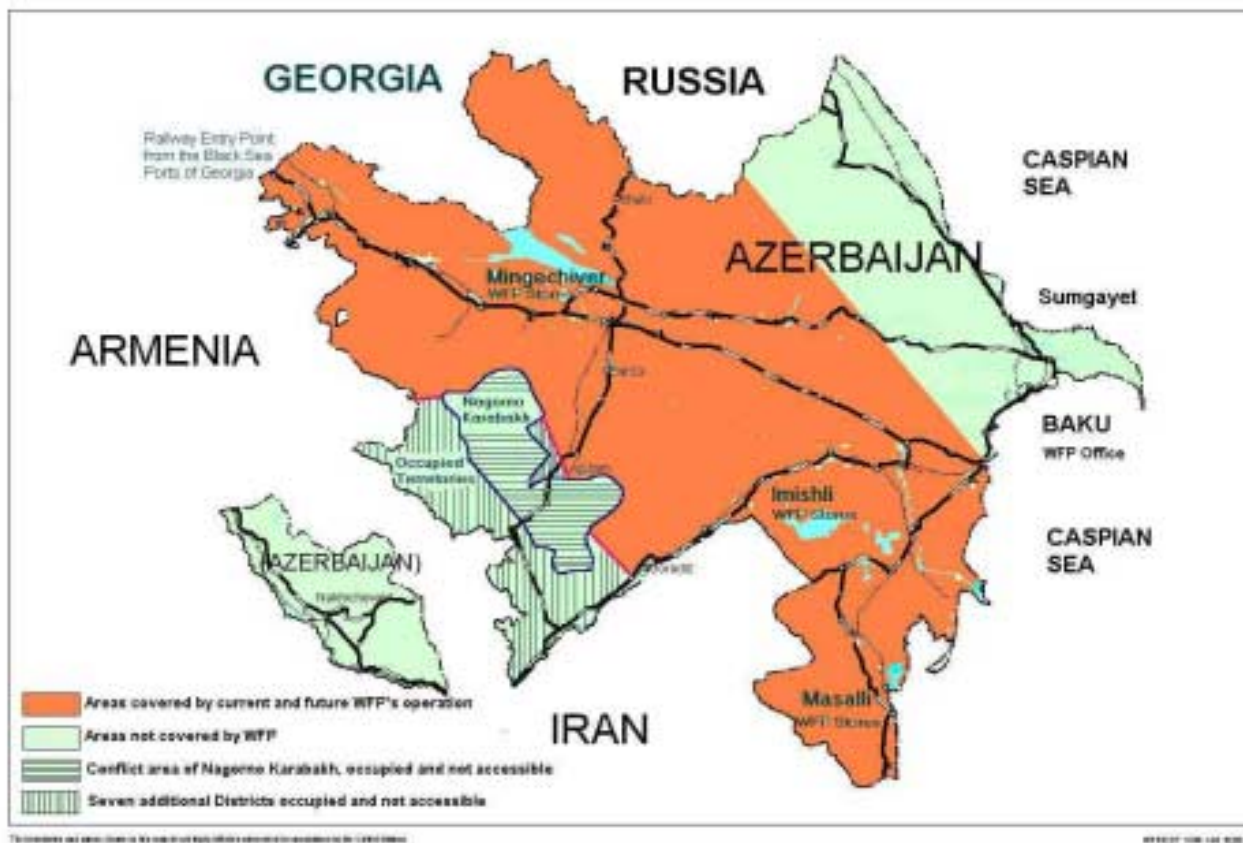 GEORGIA
RUSSIA
Railway Entry Point
from the Black Sea
Ports of Georgia
CASPIAN
SEA
AZERBAIJAN
Mingechiver
WFP Store
Sumgayet
ARMENIA
Nagorno
Karabakh
BAKU
WFP Office
Occupied
Imishli
WFP Stores
CASPIAN
SEA
(AZERBAIJAN)
Masalli
WFP Stores
IRAN
Areas covered by current and future WFP's operation
Areas not covered by WFP
Conflict area of Nagorno Karabakh, occupied and not accessible
Seven additional Districts occupied and not accessible